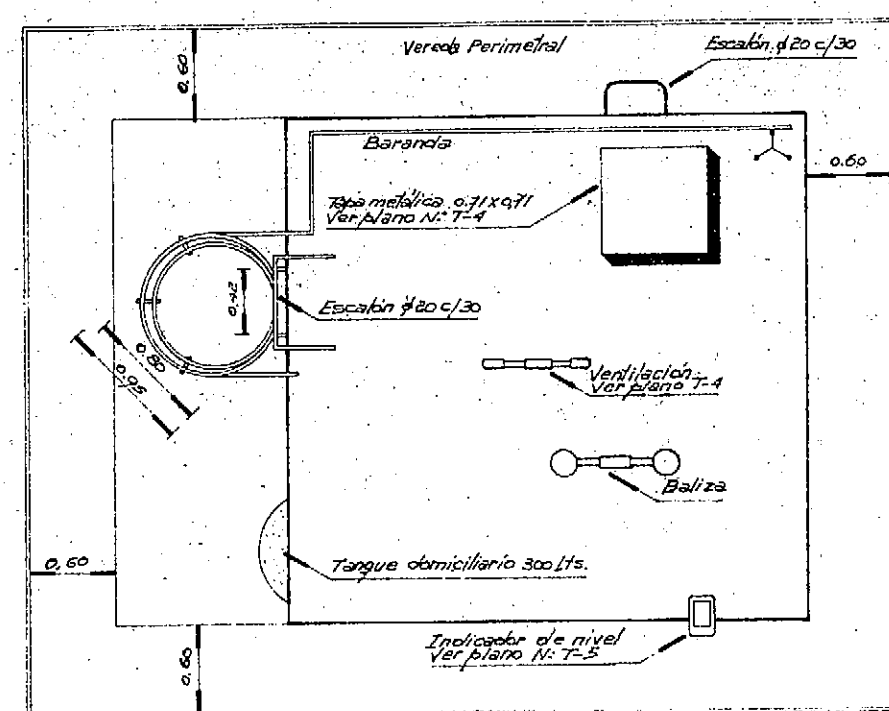 Vereda Perimetral
Escalón ø20 c/30
0.60
Baranda
0.60
Tapa metálica 0.71x0.71
Ver plano N: T-4
0.42
Escalón ø20 c/30
0.80
0.95
Ventilación
Ver plano T-4
Baliza
0.60
Tanque domiciliario 300 Lts.
Indicador de nivel
Ver plano N: T-5
0.60